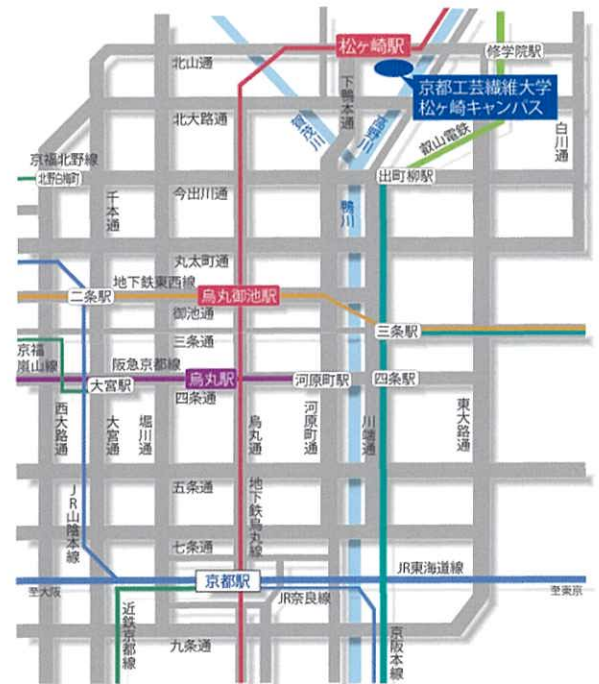 松ヶ崎駅
修学院駅
北山通
京都工芸繊維大学
松ヶ崎キャンパス
下鴨本通
北大路通
賀茂川
高野川
叡山電鉄
白川通
京福北野線
北野白梅町
出町柳駅
千本通
今出川通
鴨川
丸太町通
地下鉄東西線
二条駅
烏丸御池駅
御池通
三条駅
三条通
京福
嵐山線
阪急京都線
大宮駅
烏丸駅
河原町駅
四条駅
四条通
西大路通
大宮通
堀川通
烏丸通
河原町通
川端通
東大路通
JR山陰本線
五条通
地下鉄烏丸線
七条通
京都駅
JR東海道線
至大阪
至東京
JR奈良線
近鉄京都線
九条通
京阪本線